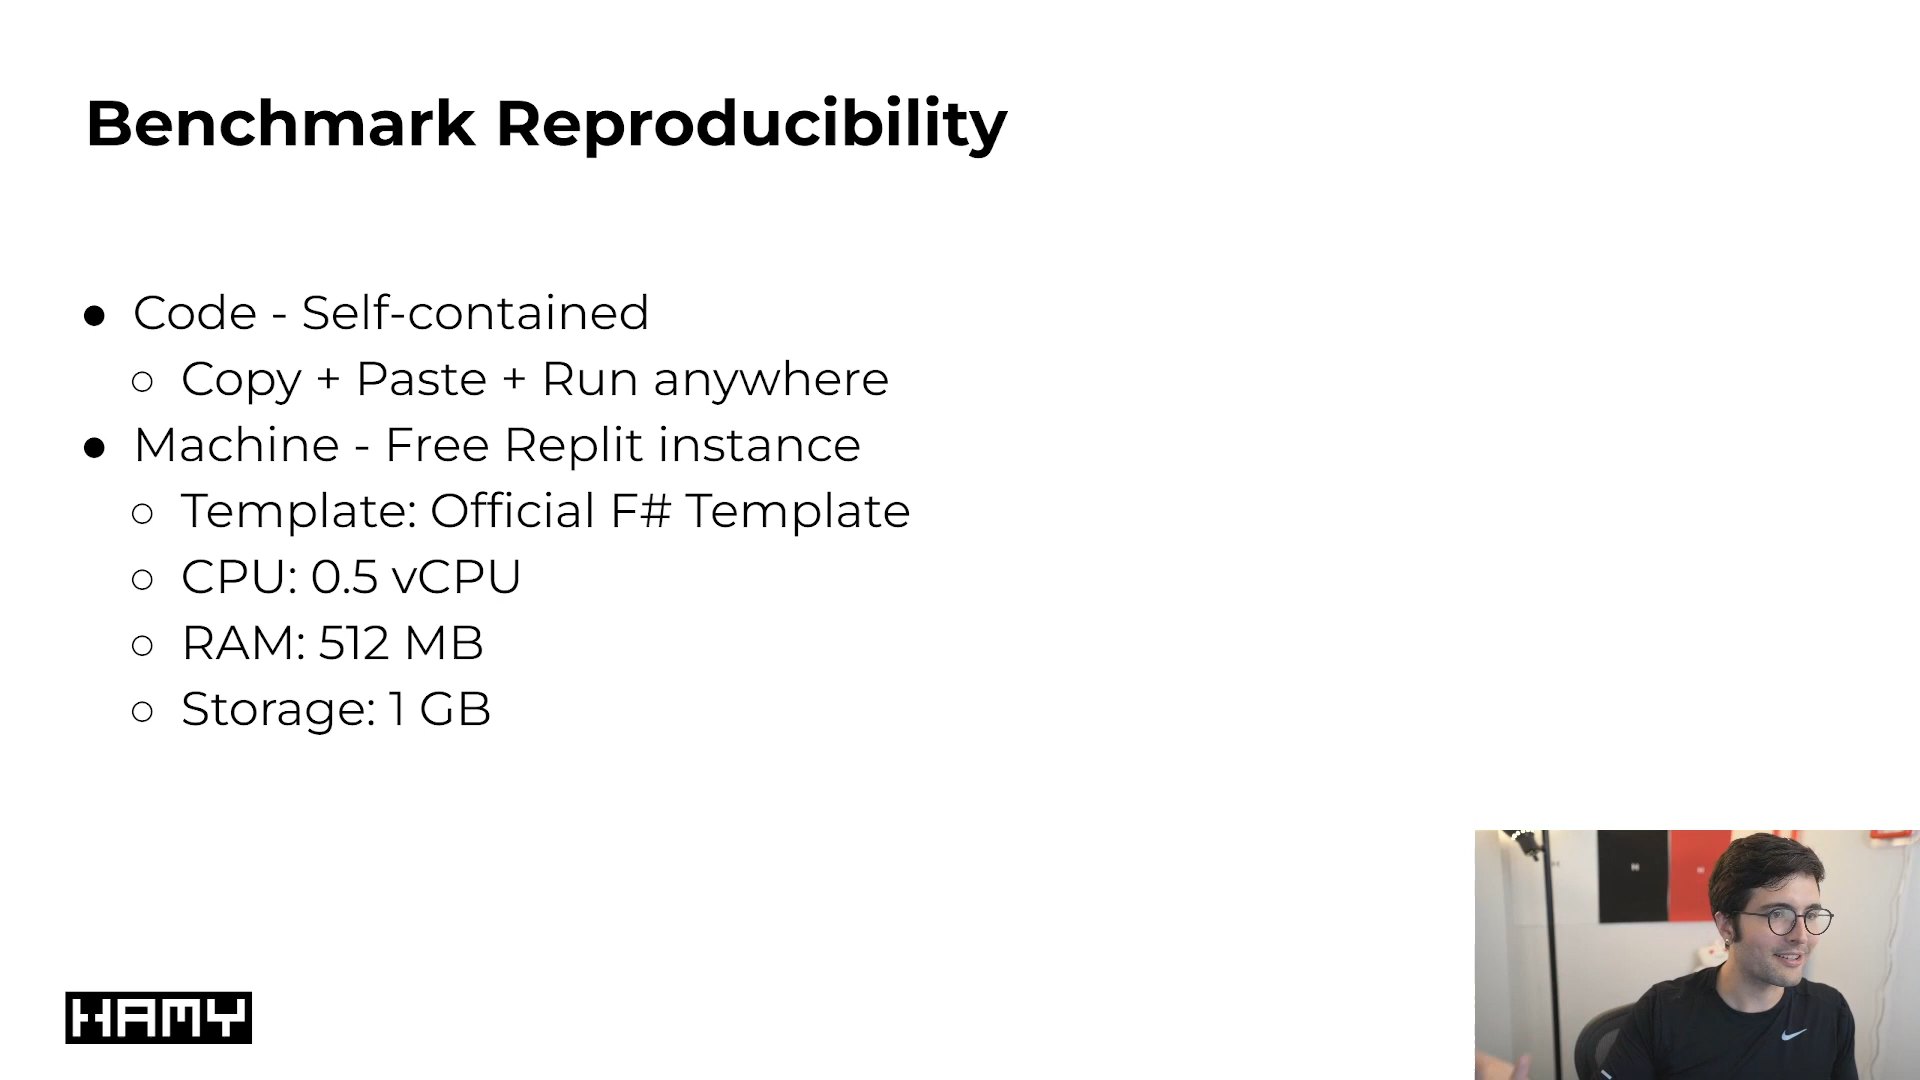 Benchmark Reproducibility
● Code - Self-contained
○ Copy + Paste + Run anywhere
● Machine - Free Replit instance
○ Template: Official F# Template
○ CPU: 0.5 vCPU
○ RAM: 512 MB
○ Storage: 1 GB
HAMY